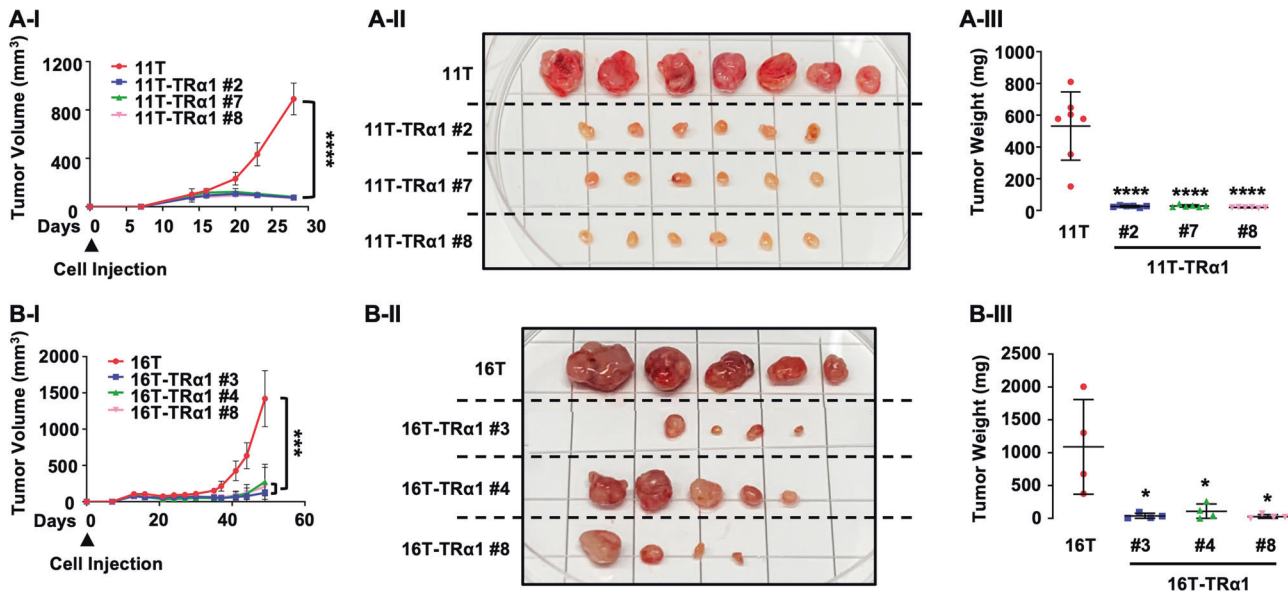 A-I
Tumor Volume (mm³)
1200
800
400
0
11T
11T-TRα1 #2
11T-TRα1 #7
11T-TRα1 #8
****
Days 0 5 10 15 20 25 30
Cell Injection
A-II
11T
11T-TRα1 #2
11T-TRα1 #7
11T-TRα1 #8
A-III
Tumor Weight (mg)
1000
800
600
400
200
0
**** **** ****
11T #2 #7 #8
11T-TRα1
B-I
Tumor Volume (mm³)
2000
1500
1000
500
0
16T
16T-TRα1 #3
16T-TRα1 #4
16T-TRα1 #8
***
Days 0 20 40 60
Cell Injection
B-II
16T
16T-TRα1 #3
16T-TRα1 #4
16T-TRα1 #8
B-III
Tumor Weight (mg)
2500
2000
1500
1000
500
0
* * *
16T #3 #4 #8
16T-TRα1